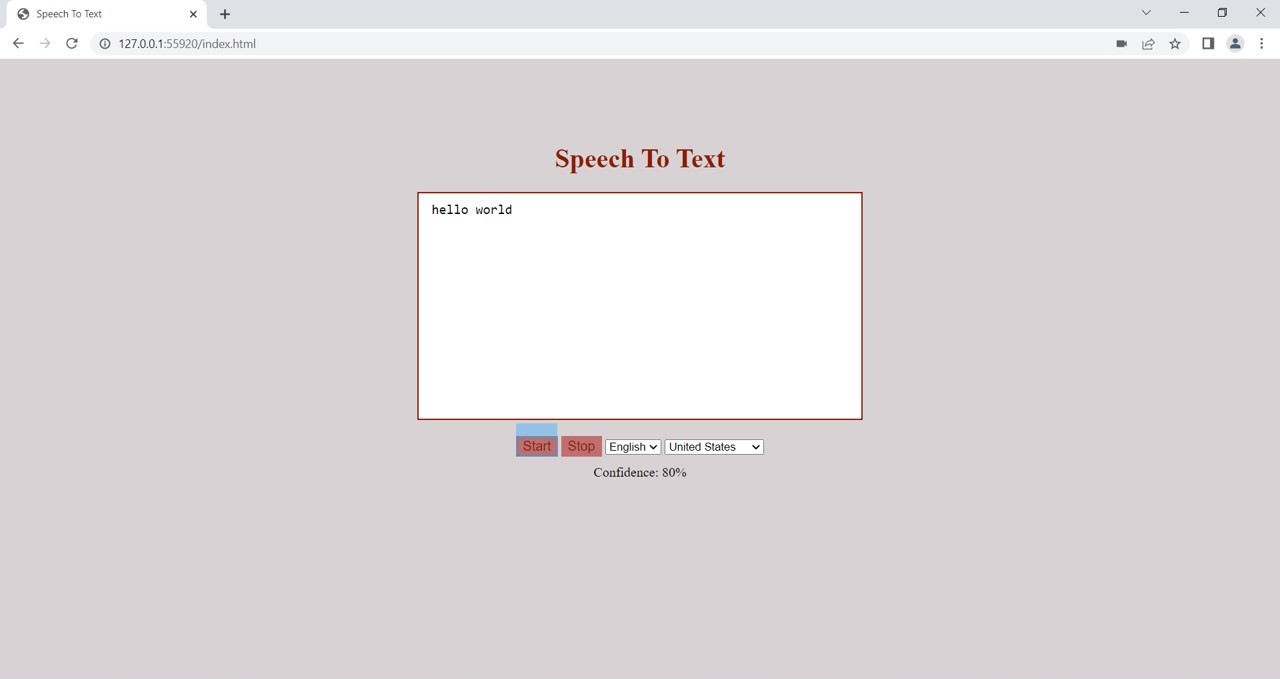 Speech To Text
127.0.0.1:55920/index.html
Speech To Text
hello world
Start Stop English United States
Confidence: 80%